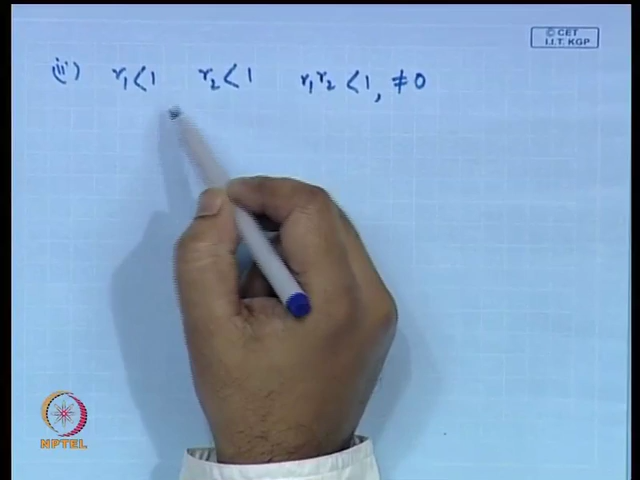 © CET
I.I.T. KGP
(ii) r₁ < 1 r₂ < 1 r₁r₂ < 1, ≠ 0
NPTEL